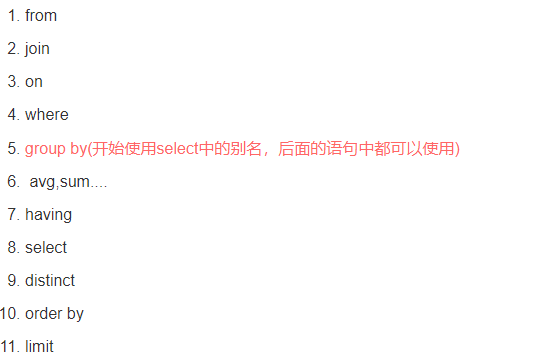 1. from
2. join
3. on
4. where
5. group by(开始使用select中的别名，后面的语句中都可以使用)
6. avg,sum....
7. having
8. select
9. distinct
10. order by
11. limit